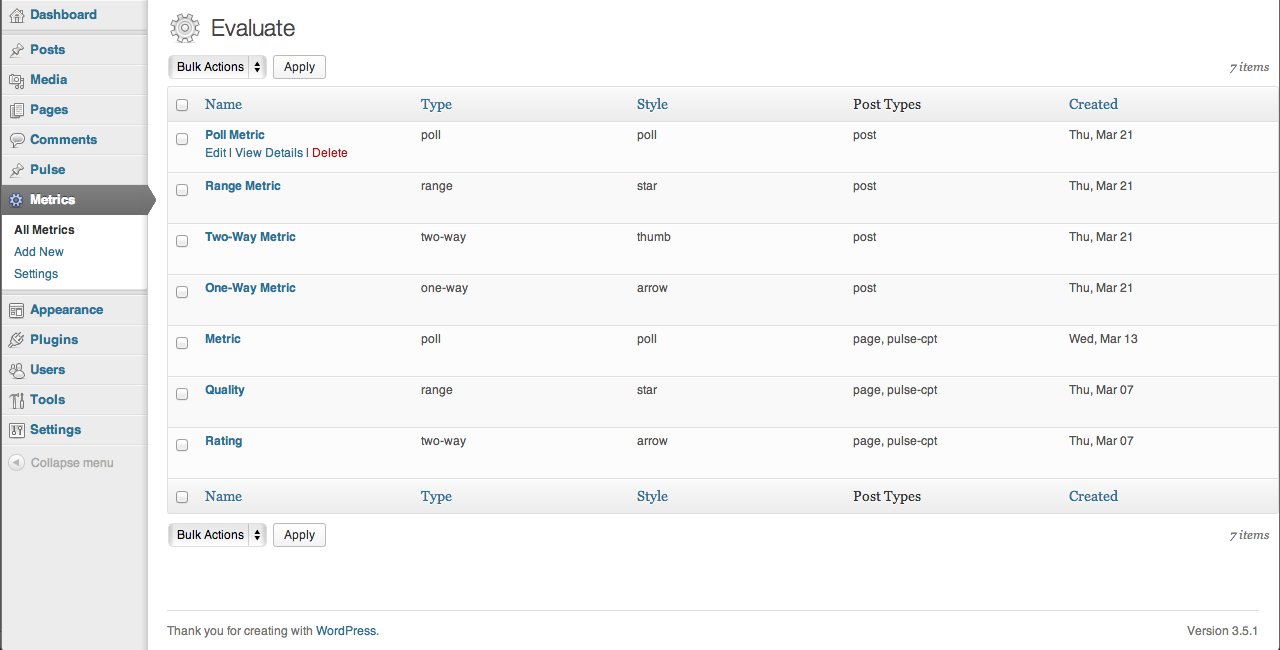 Dashboard
Posts
Media
Pages
Comments
Pulse
Metrics
All Metrics
Add New
Settings
Appearance
Plugins
Users
Tools
Settings
Collapse menu
Evaluate
Bulk Actions Apply 7 items
Name Type Style Post Types Created
Poll Metric poll poll post Thu, Mar 21
Edit | View Details | Delete
Range Metric range star post Thu, Mar 21
Two-Way Metric two-way thumb post Thu, Mar 21
One-Way Metric one-way arrow post Thu, Mar 21
Metric poll poll page, pulse-cpt Wed, Mar 13
Quality range star page, pulse-cpt Thu, Mar 07
Rating two-way arrow page, pulse-cpt Thu, Mar 07
Name Type Style Post Types Created
Bulk Actions Apply 7 items
Thank you for creating with WordPress. Version 3.5.1